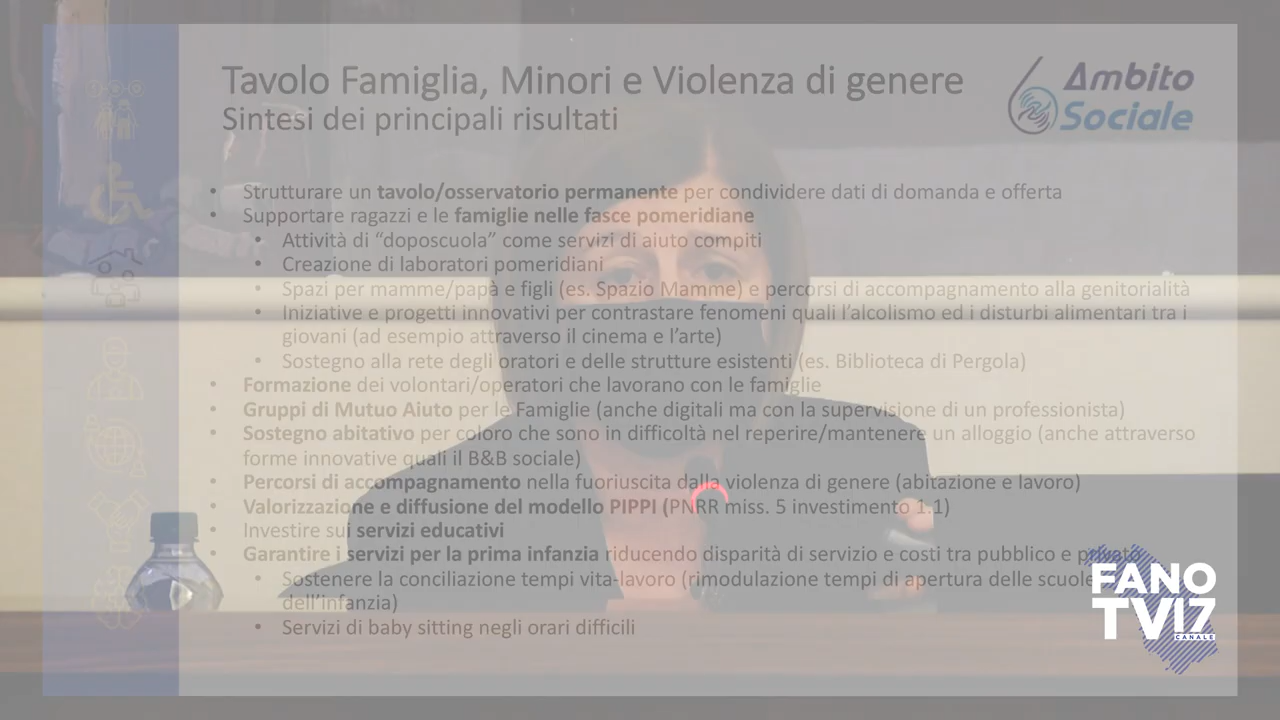 Tavolo Famiglia, Minori e Violenza di genere
Sintesi dei principali risultati
6 Ambito
Sociale
• Strutturare un tavolo/osservatorio permanente per condividere dati di domanda e offerta
• Supportare ragazzi e le famiglie nelle fasce pomeridiane
• Attività di “doposcuola” come servizi di aiuto compiti
• Creazione di laboratori pomeridiani
• Spazi per mamme/papà e figli (es. Spazio Mamme) e percorsi di accompagnamento alla genitorialità
• Iniziative e progetti innovativi per contrastare fenomeni quali l’alcolismo ed i disturbi alimentari tra i
giovani (ad esempio attraverso il cinema e l’arte)
• Sostegno alla rete degli oratori e delle strutture esistenti (es. Biblioteca di Pergola)
• Formazione dei volontari/operatori che lavorano con le famiglie
• Gruppi di Mutuo Aiuto per le Famiglie (anche digitali ma con la supervisione di un professionista)
• Sostegno abitativo per coloro che sono in difficoltà nel reperire/mantenere un alloggio (anche attraverso
forme innovative quali il B&B sociale)
• Percorsi di accompagnamento nella fuoriuscita dalla violenza di genere (abitazione e lavoro)
• Valorizzazione e diffusione del modello PIPPI (PNRR miss. 5 investimento 1.1)
• Investire sui servizi educativi
• Garantire i servizi per la prima infanzia riducendo disparità di servizio e costi tra pubblico e privato
• Sostenere la conciliazione tempi vita-lavoro (rimodulazione tempi di apertura delle scuole
dell’infanzia)
• Servizi di baby sitting negli orari difficili
FANO
TV17
CANALE